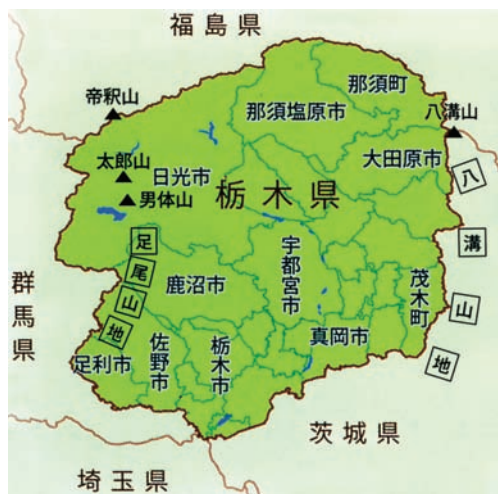 福島県
那須町
帝釈山
那須塩原市
八溝山
太郎山
日光市
大田原市
男体山
栃木県
八溝山地
足尾山地
宇都宮市
鹿沼市
茂木町
群馬県
真岡市
足利市
佐野市
栃木市
茨城県
埼玉県